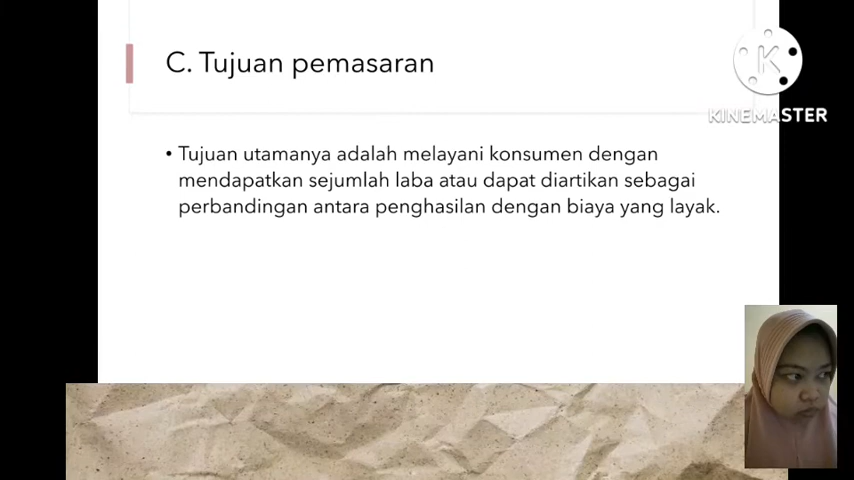 C. Tujuan pemasaran
KINEMASTER
• Tujuan utamanya adalah melayani konsumen dengan
mendapatkan sejumlah laba atau dapat diartikan sebagai
perbandingan antara penghasilan dengan biaya yang layak.